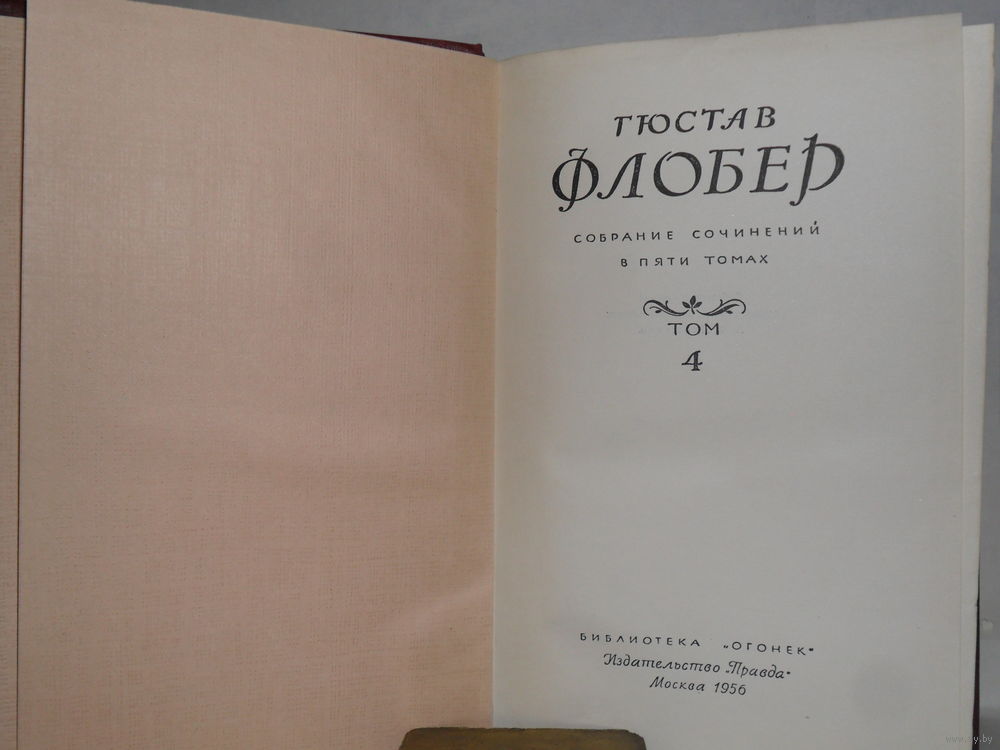 ГЮСТАВ
ФЛОБЕР
СОБРАНИЕ СОЧИНЕНИЙ
В ПЯТИ ТОМАХ
ТОМ
4
БИБЛИОТЕКА „ОГОНЕК“
Издательство „Правда“
Москва 1956